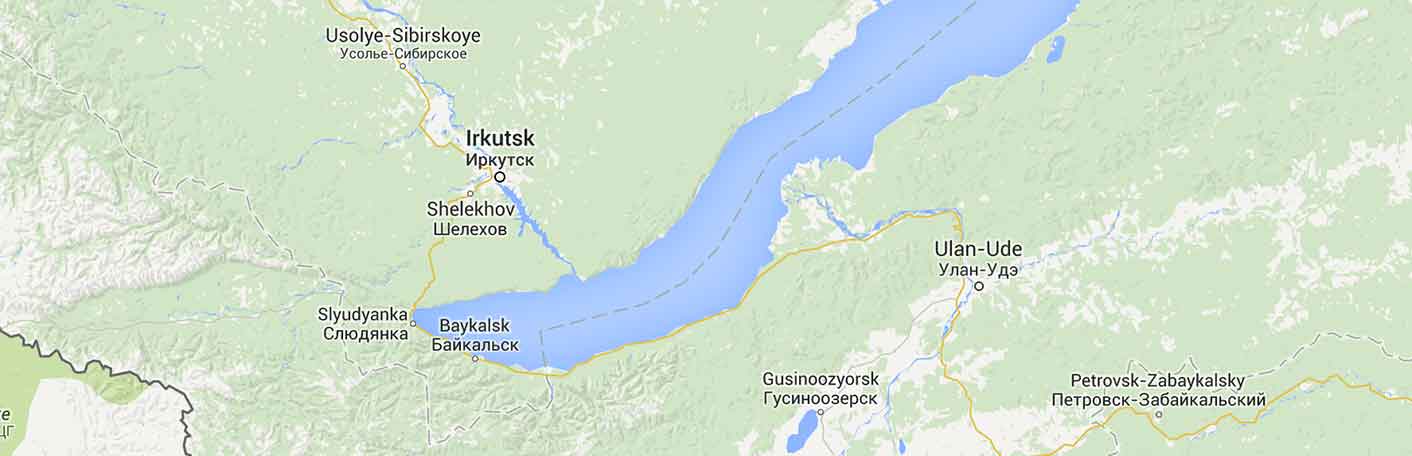 Usolye-Sibirskoye
Усолье-Сибирское
Irkutsk
Иркутск
Shelekhov
Шелехов
Ulan-Ude
Улан-Удэ
Slyudyanka
Слюдянка
Baykalsk
Байкальск
Gusinoozyorsk
Гусиноозерск
Petrovsk-Zabaykalsky
Петровск-Забайкальский